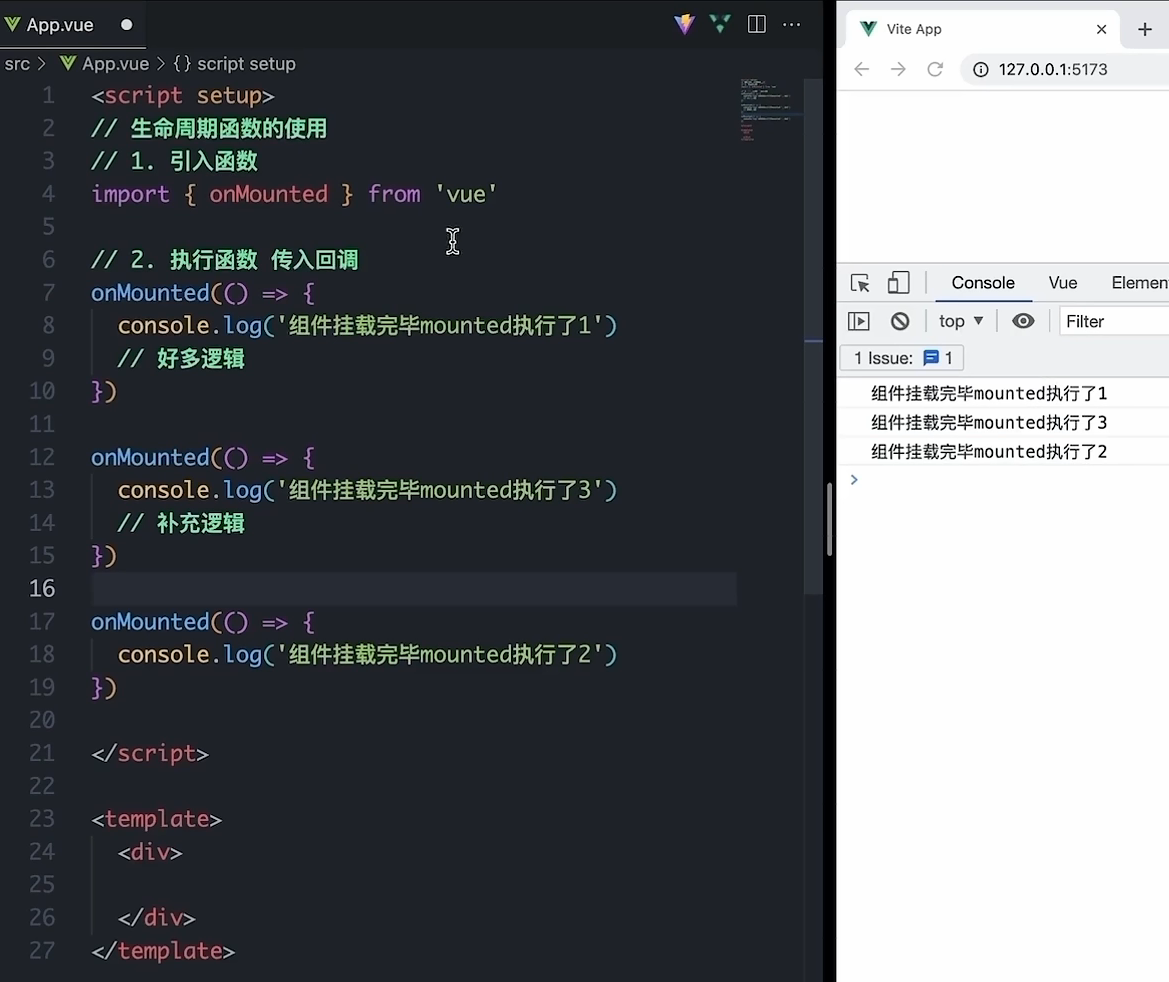 App.vue
src > App.vue > {} script setup
1 <script setup>
2 // 生命周期函数的使用
3 // 1. 引入函数
4 import { onMounted } from 'vue'
5
6 // 2. 执行函数 传入回调
7 onMounted(() => {
8 console.log('组件挂载完毕mounted执行了1')
9 // 好多逻辑
10 })
11
12 onMounted(() => {
13 console.log('组件挂载完毕mounted执行了3')
14 // 补充逻辑
15 })
16
17 onMounted(() => {
18 console.log('组件挂载完毕mounted执行了2')
19 })
20
21 </script>
22
23 <template>
24 <div>
25
26 </div>
27 </template>
Vite App
127.0.0.1:5173
Console Vue Elemen
top Filter
1 Issue: 1
组件挂载完毕mounted执行了1
组件挂载完毕mounted执行了3
组件挂载完毕mounted执行了2
>